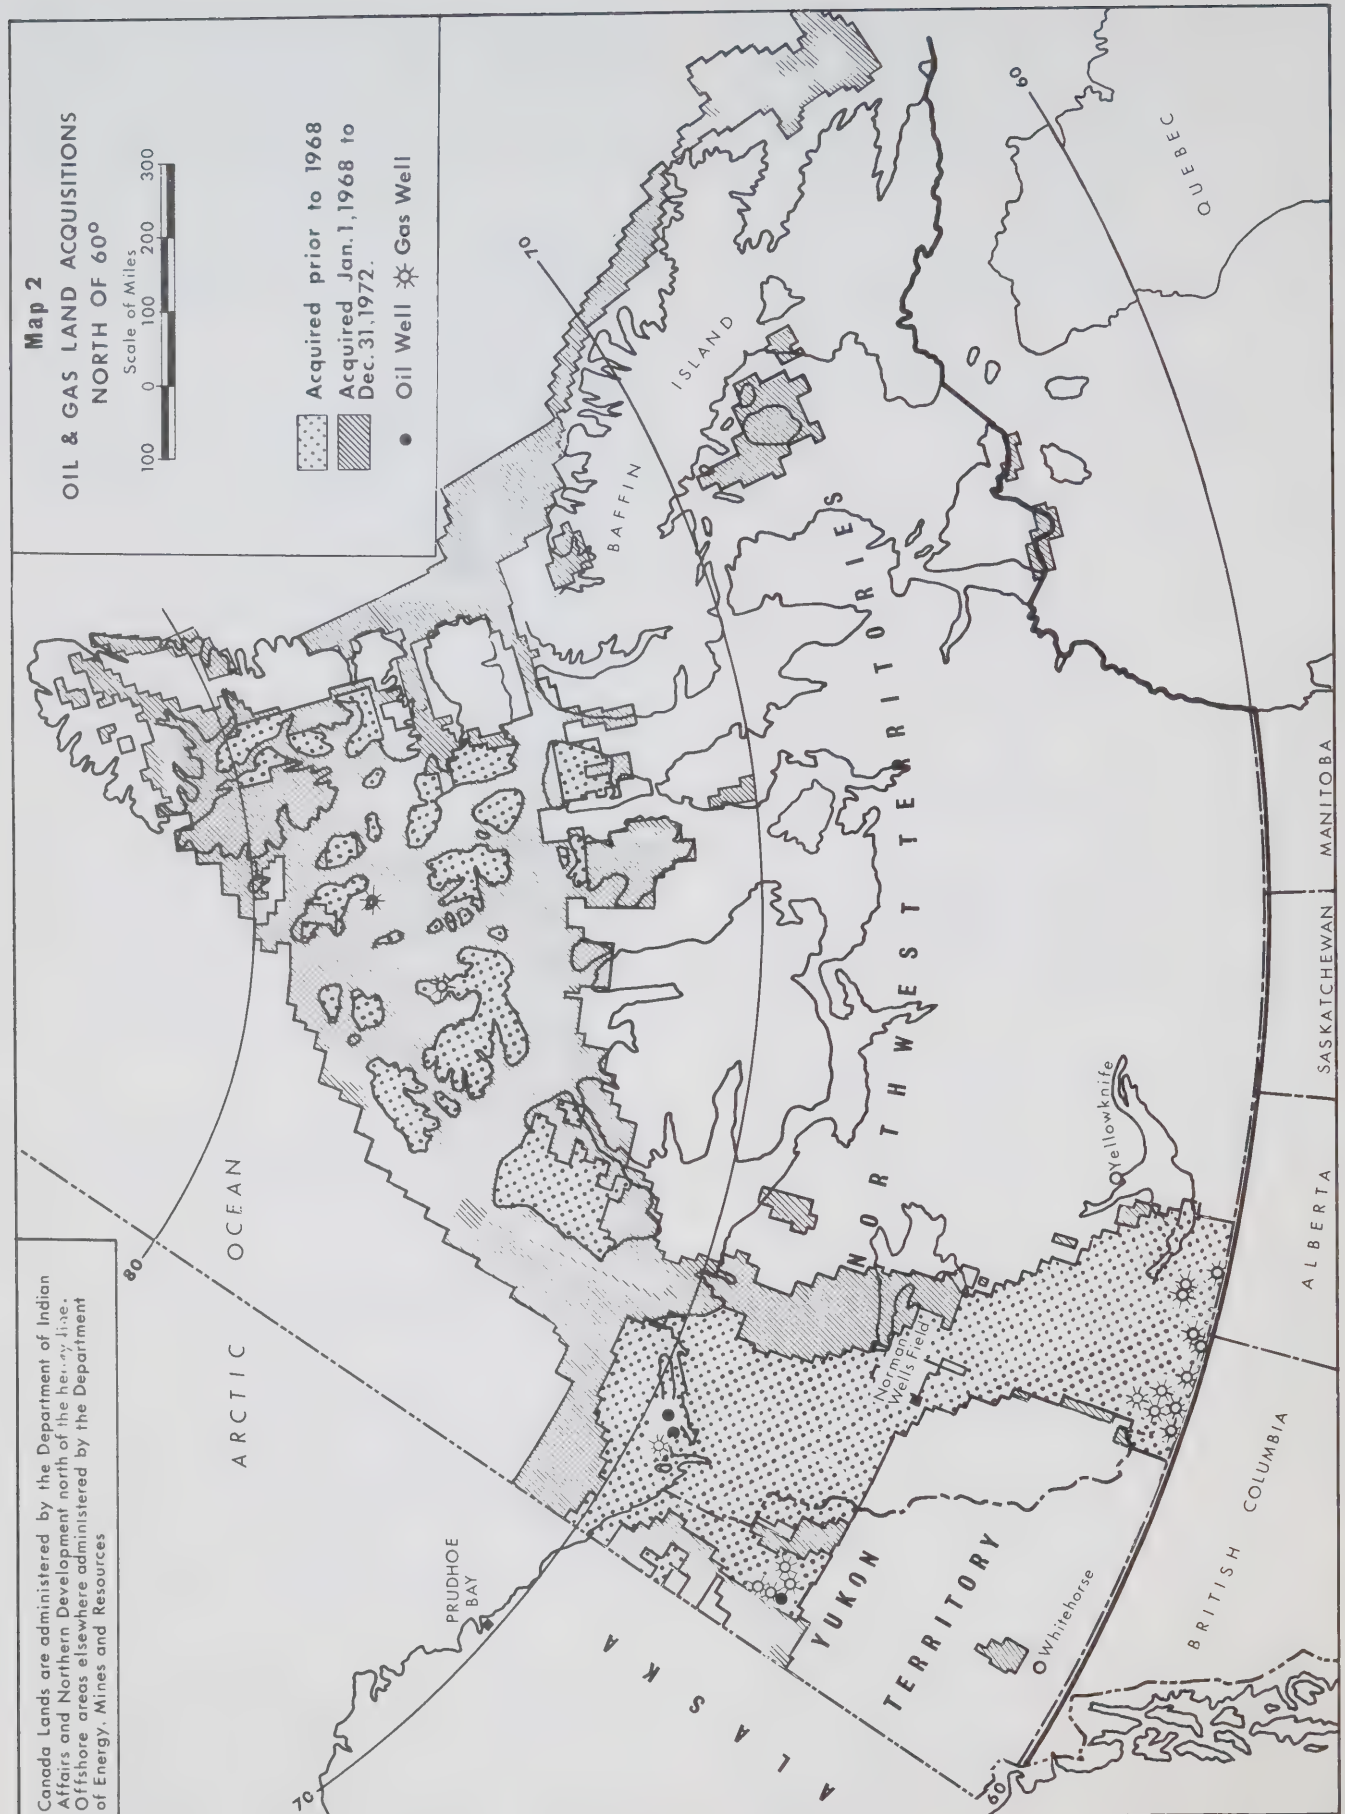 Map 2
OIL & GAS LAND ACQUISITIONS
NORTH OF 60°
Scale of Miles
100 0 100 200 300
Acquired prior to 1968
Acquired Jan.1,1968 to
Dec.31.1972.
Oil Well
Gas Well
Canada Lands are administered by the Department of Indian
Affairs and Northern Development north of the heavy line.
Offshore areas elsewhere administered by the Department
of Energy. Mines and Resources
ARCTIC OCEAN
80
70
70
60
60
PRUDHOE
BAY
ALASKA
YUKON
TERRITORY
Whitehorse
NORTHWEST TERRITORIES
Norman
Wells Field
Yellowknife
BAFFIN
ISLAND
QUEBEC
BRITISH COLUMBIA
ALBERTA
SASKATCHEWAN
MANITOBA